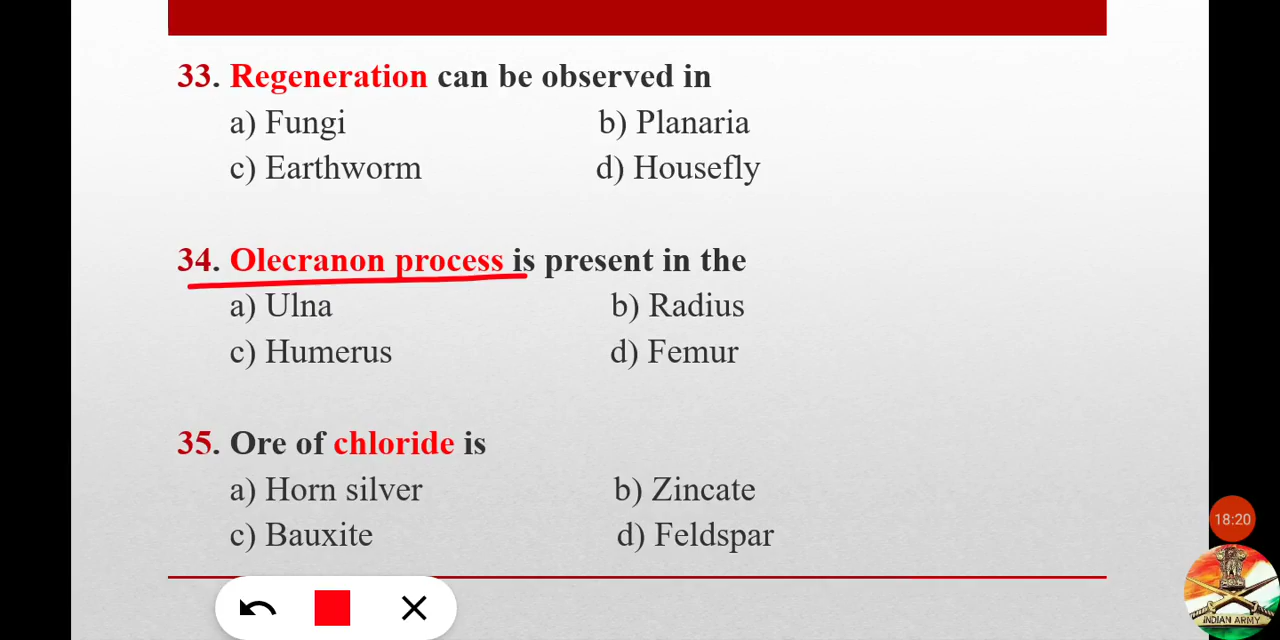 33. Regeneration can be observed in
a) Fungi b) Planaria
c) Earthworm d) Housefly
34. Olecranon process is present in the
a) Ulna b) Radius
c) Humerus d) Femur
35. Ore of chloride is
a) Horn silver b) Zincate
c) Bauxite d) Feldspar
18:20
INDIAN ARMY